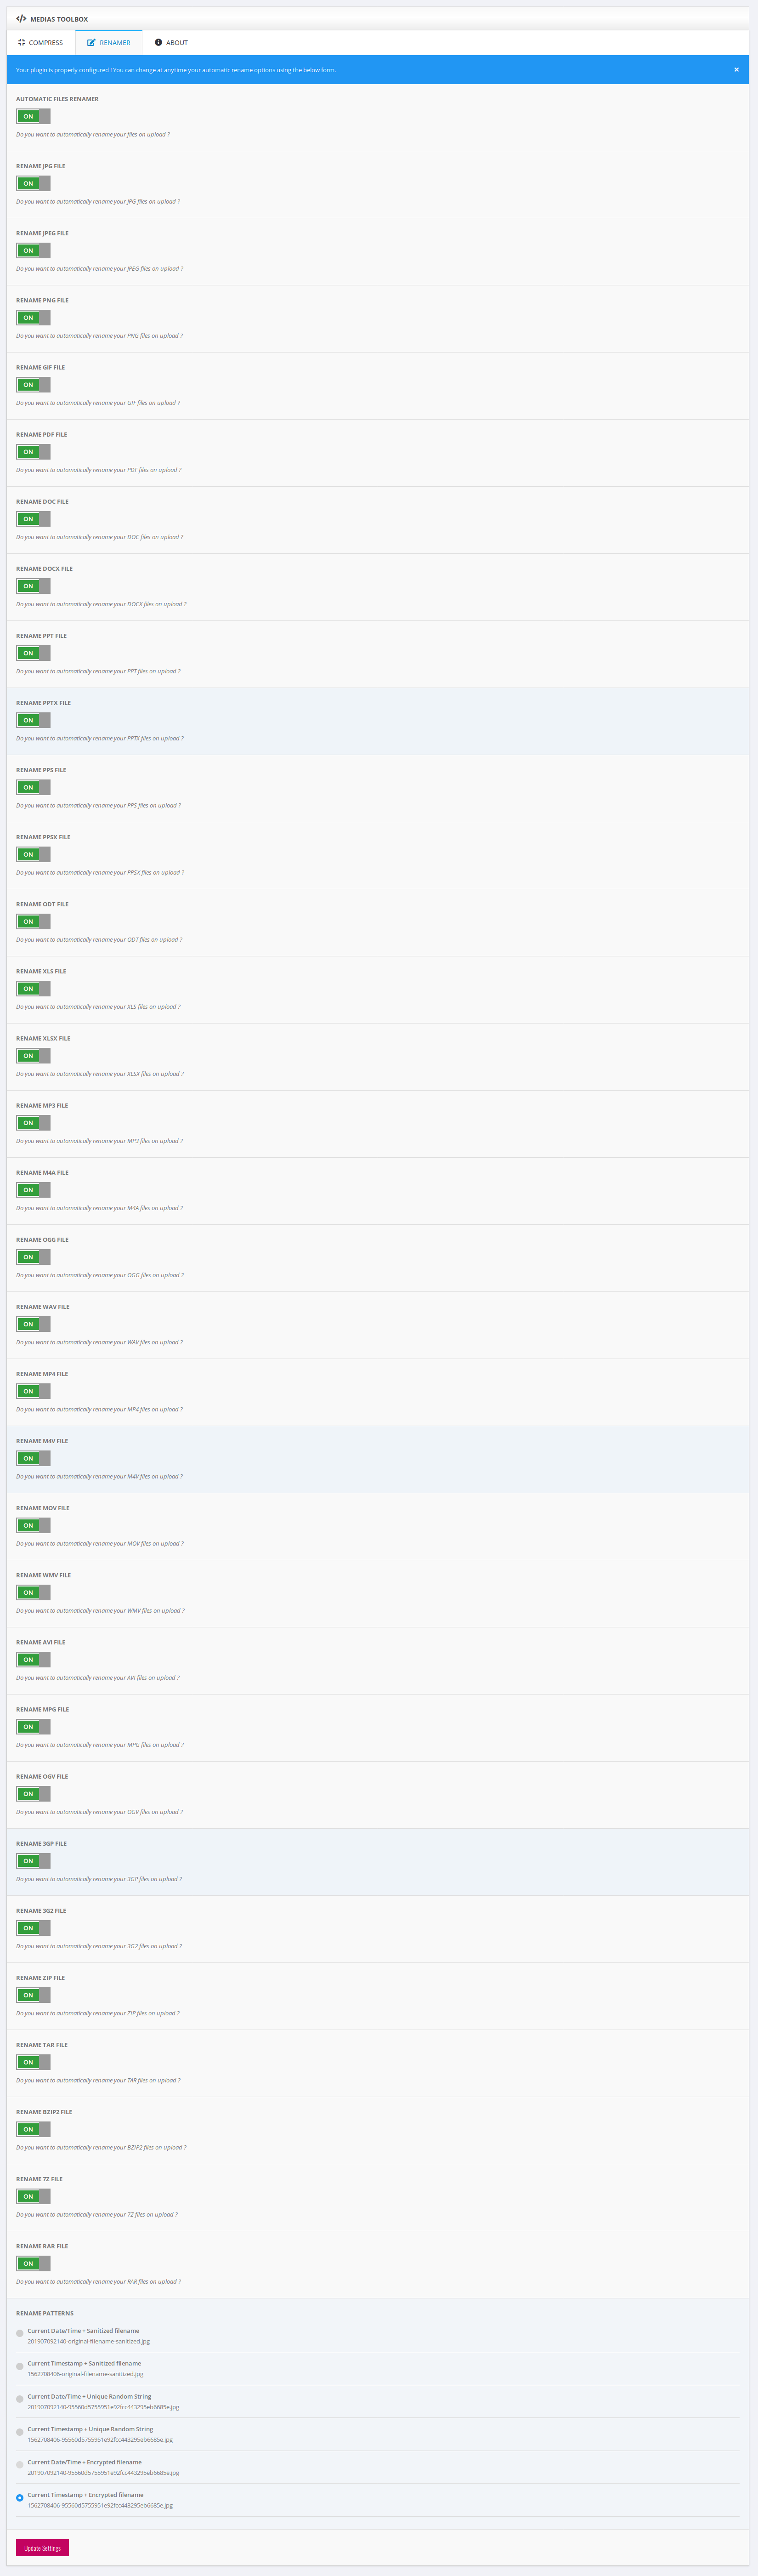 MEDIAS TOOLBOX
COMPRESS RENAMER ABOUT
Your plugin is properly configured ! You can change at anytime your automatic rename options using the below form.
AUTOMATIC FILES RENAMER
ON
Do you want to automatically rename your files on upload ?
RENAME JPG FILE
ON
Do you want to automatically rename your JPG files on upload ?
RENAME JPEG FILE
ON
Do you want to automatically rename your JPEG files on upload ?
RENAME PNG FILE
ON
Do you want to automatically rename your PNG files on upload ?
RENAME GIF FILE
ON
Do you want to automatically rename your GIF files on upload ?
RENAME PDF FILE
ON
Do you want to automatically rename your PDF files on upload ?
RENAME DOC FILE
ON
Do you want to automatically rename your DOC files on upload ?
RENAME DOCX FILE
ON
Do you want to automatically rename your DOCX files on upload ?
RENAME PPT FILE
ON
Do you want to automatically rename your PPT files on upload ?
RENAME PPTX FILE
ON
Do you want to automatically rename your PPTX files on upload ?
RENAME PPS FILE
ON
Do you want to automatically rename your PPS files on upload ?
RENAME PPSX FILE
ON
Do you want to automatically rename your PPSX files on upload ?
RENAME ODT FILE
ON
Do you want to automatically rename your ODT files on upload ?
RENAME XLS FILE
ON
Do you want to automatically rename your XLS files on upload ?
RENAME XLSX FILE
ON
Do you want to automatically rename your XLSX files on upload ?
RENAME MP3 FILE
ON
Do you want to automatically rename your MP3 files on upload ?
RENAME M4A FILE
ON
Do you want to automatically rename your M4A files on upload ?
RENAME OGG FILE
ON
Do you want to automatically rename your OGG files on upload ?
RENAME WAV FILE
ON
Do you want to automatically rename your WAV files on upload ?
RENAME MP4 FILE
ON
Do you want to automatically rename your MP4 files on upload ?
RENAME M4V FILE
ON
Do you want to automatically rename your M4V files on upload ?
RENAME MOV FILE
ON
Do you want to automatically rename your MOV files on upload ?
RENAME WMV FILE
ON
Do you want to automatically rename your WMV files on upload ?
RENAME AVI FILE
ON
Do you want to automatically rename your AVI files on upload ?
RENAME MPG FILE
ON
Do you want to automatically rename your MPG files on upload ?
RENAME OGV FILE
ON
Do you want to automatically rename your OGV files on upload ?
RENAME 3GP FILE
ON
Do you want to automatically rename your 3GP files on upload ?
RENAME 3G2 FILE
ON
Do you want to automatically rename your 3G2 files on upload ?
RENAME ZIP FILE
ON
Do you want to automatically rename your ZIP files on upload ?
RENAME TAR FILE
ON
Do you want to automatically rename your TAR files on upload ?
RENAME BZIP2 FILE
ON
Do you want to automatically rename your BZIP2 files on upload ?
RENAME 7Z FILE
ON
Do you want to automatically rename your 7Z files on upload ?
RENAME RAR FILE
ON
Do you want to automatically rename your RAR files on upload ?
RENAME PATTERNS
Current Date/Time + Sanitized filename
201907092140-original-filename-sanitized.jpg
Current Timestamp + Sanitized filename
1562708406-original-filename-sanitized.jpg
Current Date/Time + Unique Random String
201907092140-95560d5755951e92fcc443295eb6685e.jpg
Current Timestamp + Unique Random String
1562708406-95560d5755951e92fcc443295eb6685e.jpg
Current Date/Time + Encrypted filename
201907092140-95560d5755951e92fcc443295eb6685e.jpg
Current Timestamp + Encrypted filename
1562708406-95560d5755951e92fcc443295eb6685e.jpg
Update Settings